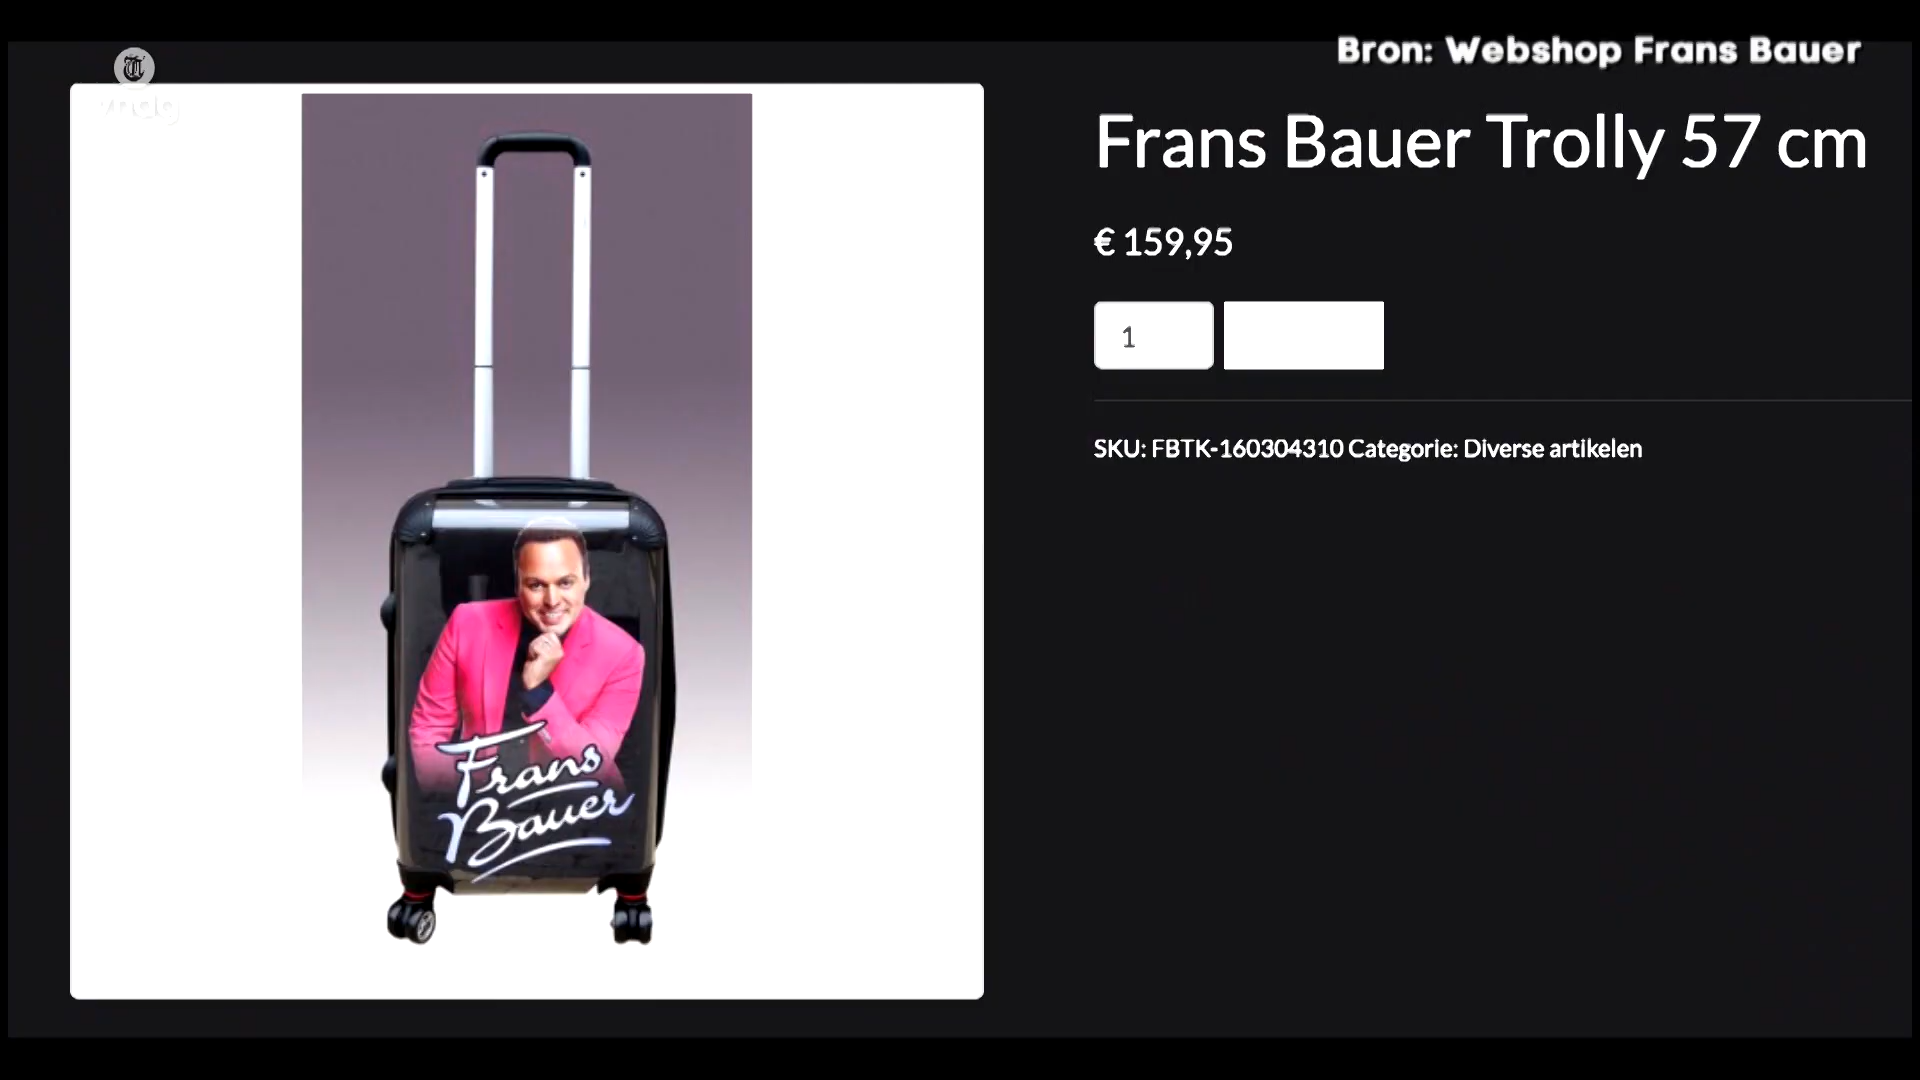 Bron: Webshop Frans Bauer
Frans Bauer Trolly 57 cm
€ 159,95
1
SKU: FBTK-160304310 Categorie: Diverse artikelen
Frans
Bauer